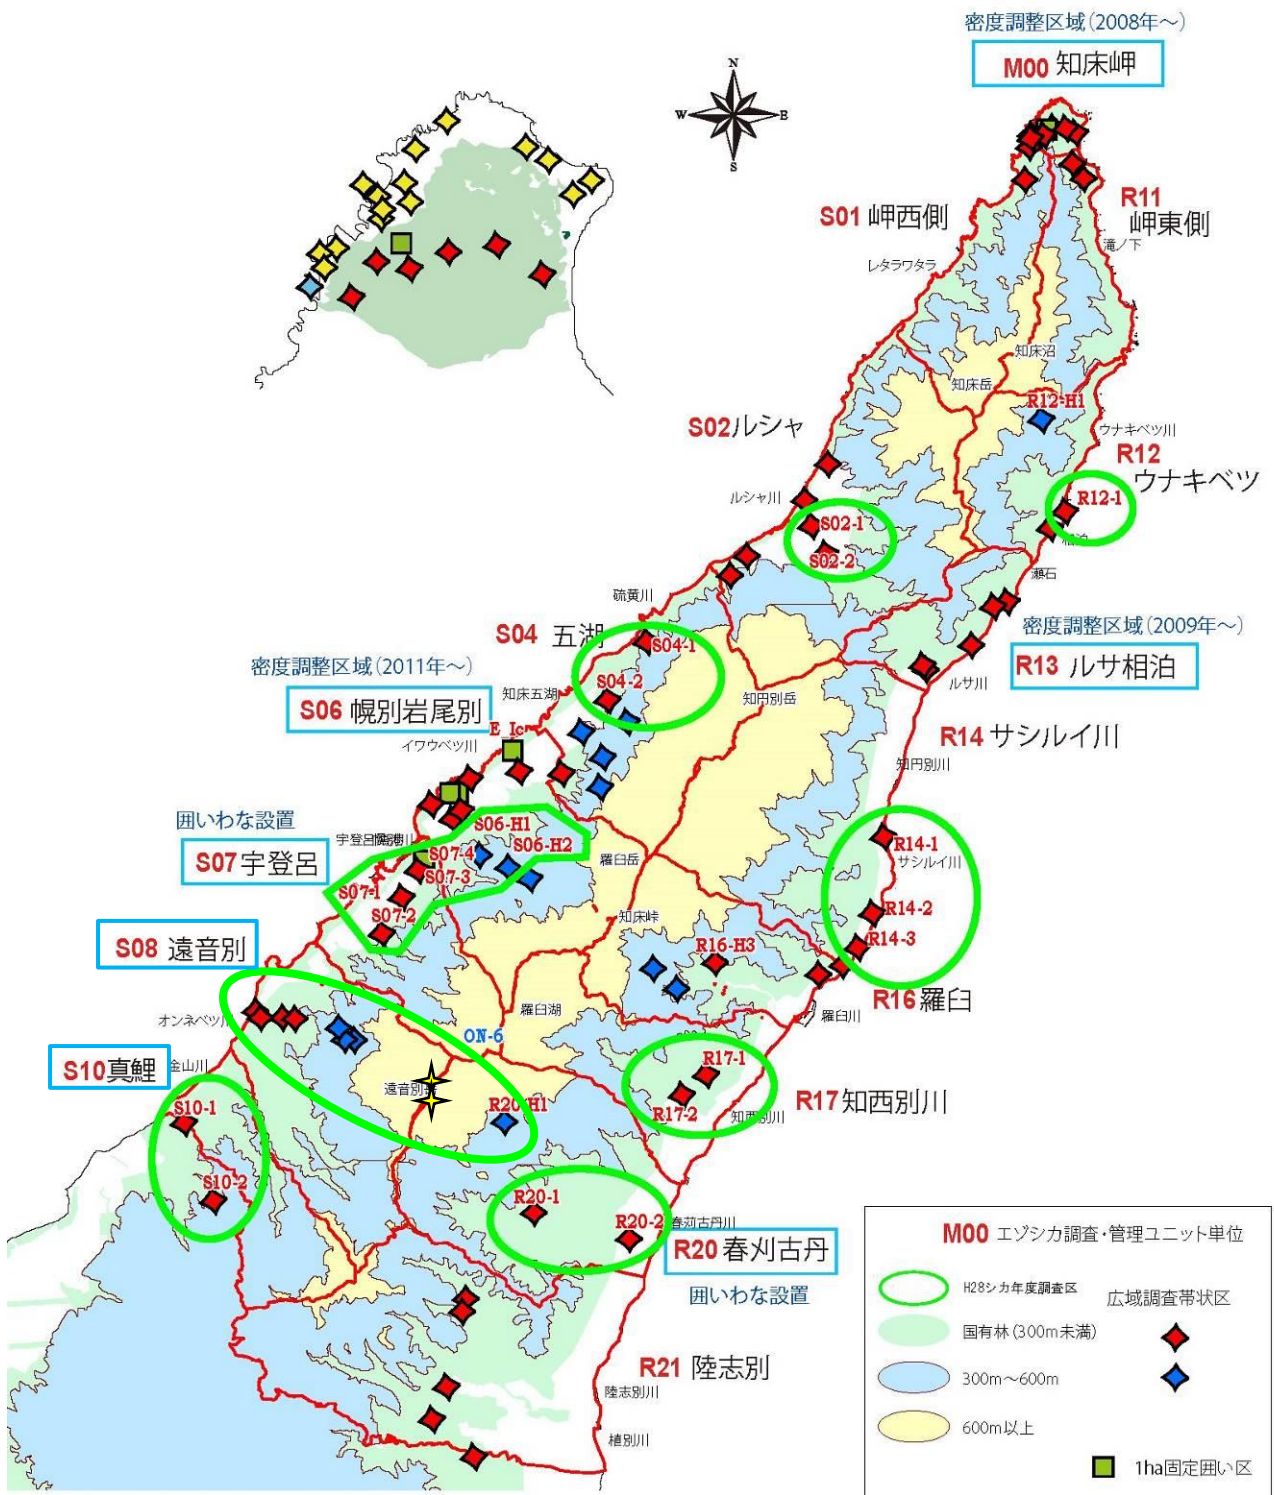 密度調整区域(2008年～)
M00 知床岬
N
W
E
S
R11
岬東側
S01 岬西側
滝ノ下
レタラワタラ
知床沼
知床岳
R12-H1
S02ルシャ
ウナキベツ川
R12
ウナキベツ
ルシャ川
R12-1
S02-1
相泊
S02-2
瀬石
硫黄川
S04 五湖
S04-1
密度調整区域(2009年～)
R13 ルサ相泊
密度調整区域(2011年～)
S04-2
知床五湖
知円別岳
ルサ川
S06 幌別岩尾別
E_Ic
イワウベツ川
R14 サシルイ川
知円別川
囲いわな設置
S06-H1
S06-H2
S07 宇登呂
S07-4
S07-3
R14-1
サシルイ川
羅臼岳
S07-1
S07-2
R14-2
知床峠
R14-3
S08 遠音別
R16-H3
R16羅臼
羅臼湖
羅臼川
オンネベツ川
ON-6
S10真鯉
金山川
R17-1
遠音別岳
R17-2
知西別川
R17知西別川
S10-1
R20-H1
S10-2
R20-1
R20-2
春刈古丹川
R20 春刈古丹
囲いわな設置
R21 陸志別
陸志別川
植別川
M00 エゾシカ調査・管理ユニット単位
H28シカ年度調査区
広域調査帯状区
国有林(300m未満)
300m～600m
600m以上
1ha固定囲い区